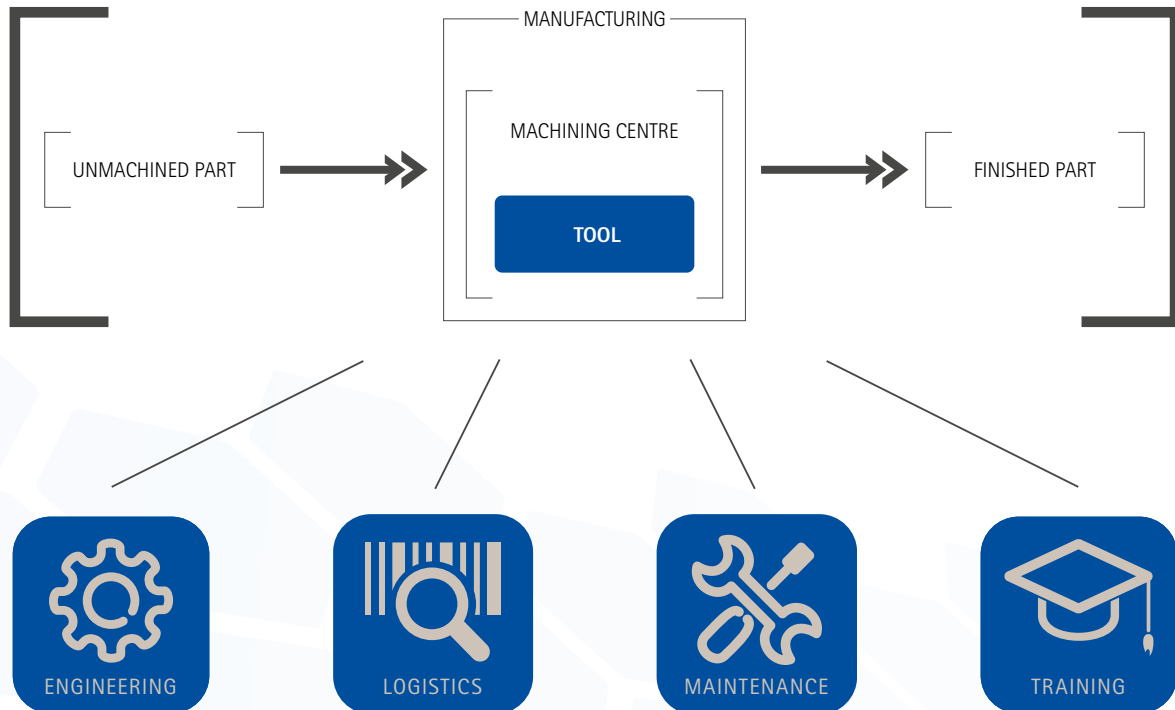 MANUFACTURING
MACHINING CENTRE
UNMACHINED PART
FINISHED PART
TOOL
ENGINEERING
LOGISTICS
MAINTENANCE
TRAINING